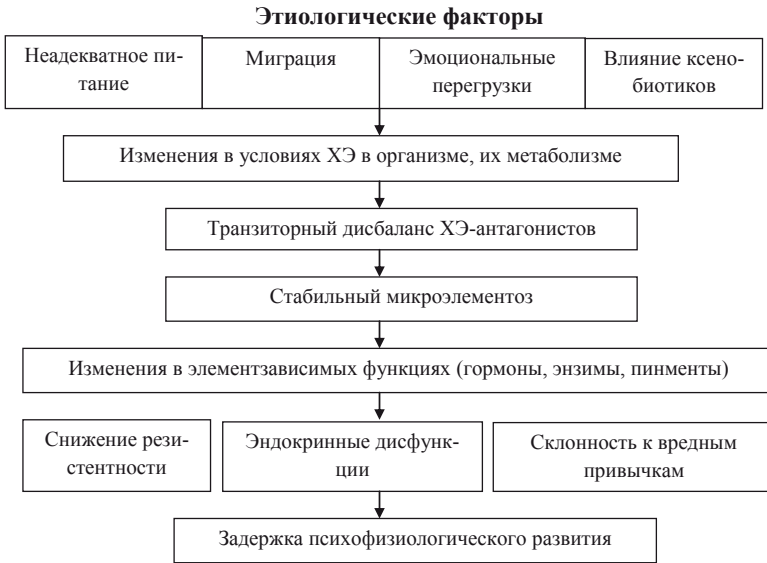 Этиологические факторы
Неадекватное пи-
тание
Миграция
Эмоциональные
перегрузки
Влияние ксено-
биотиков
Изменения в условиях ХЭ в организме, их метаболизме
Транзиторный дисбаланс ХЭ-антагонистов
Стабильный микроэлементоз
Изменения в элементзависимых функциях (гормоны, энзимы, пинменты)
Снижение рези-
стентности
Эндокринные дисфунк-
ции
Склонность к вредным
привычкам
Задержка психофизиологического развития